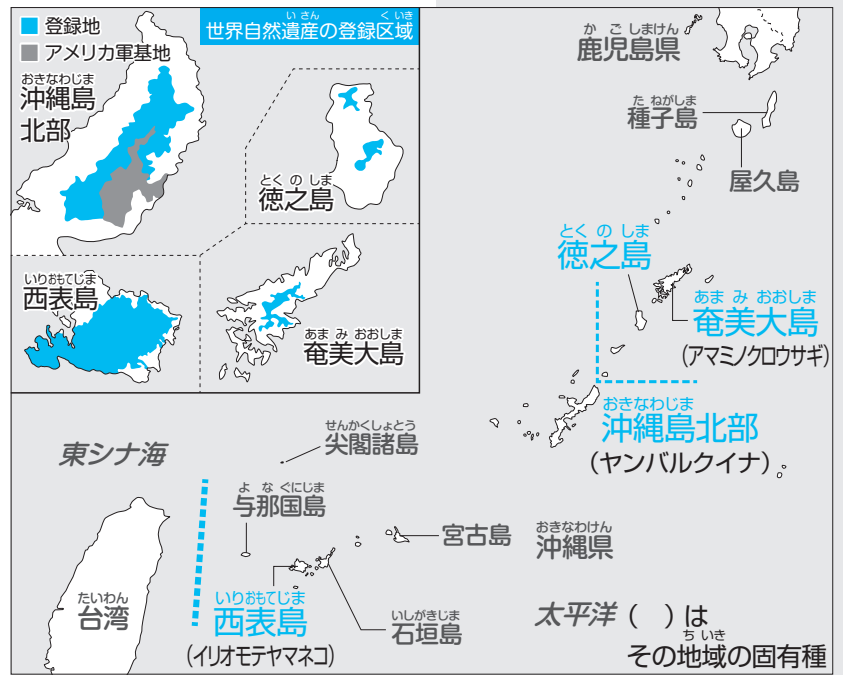 登録地
アメリカ軍基地
世界自然遺産の登録区域
いさん
くいき
おきなわじま
沖縄島
北部
とくのしま
徳之島
いりおもてじま
西表島
あまみおおしま
奄美大島
かごしまけん
鹿児島県
たねがしま
種子島
屋久島
とくのしま
徳之島
あまみおおしま
奄美大島
(アマミノクロウサギ)
おきなわじま
沖縄島北部
(ヤンバルクイナ)
東シナ海
せんかくしょとう
尖閣諸島
よなぐにじま
与那国島
宮古島
おきなわけん
沖縄県
たいわん
台湾
いりおもてじま
西表島
(イリオモテヤマネコ)
いしがきじま
石垣島
太平洋
( )は
ちいき
その地域の固有種